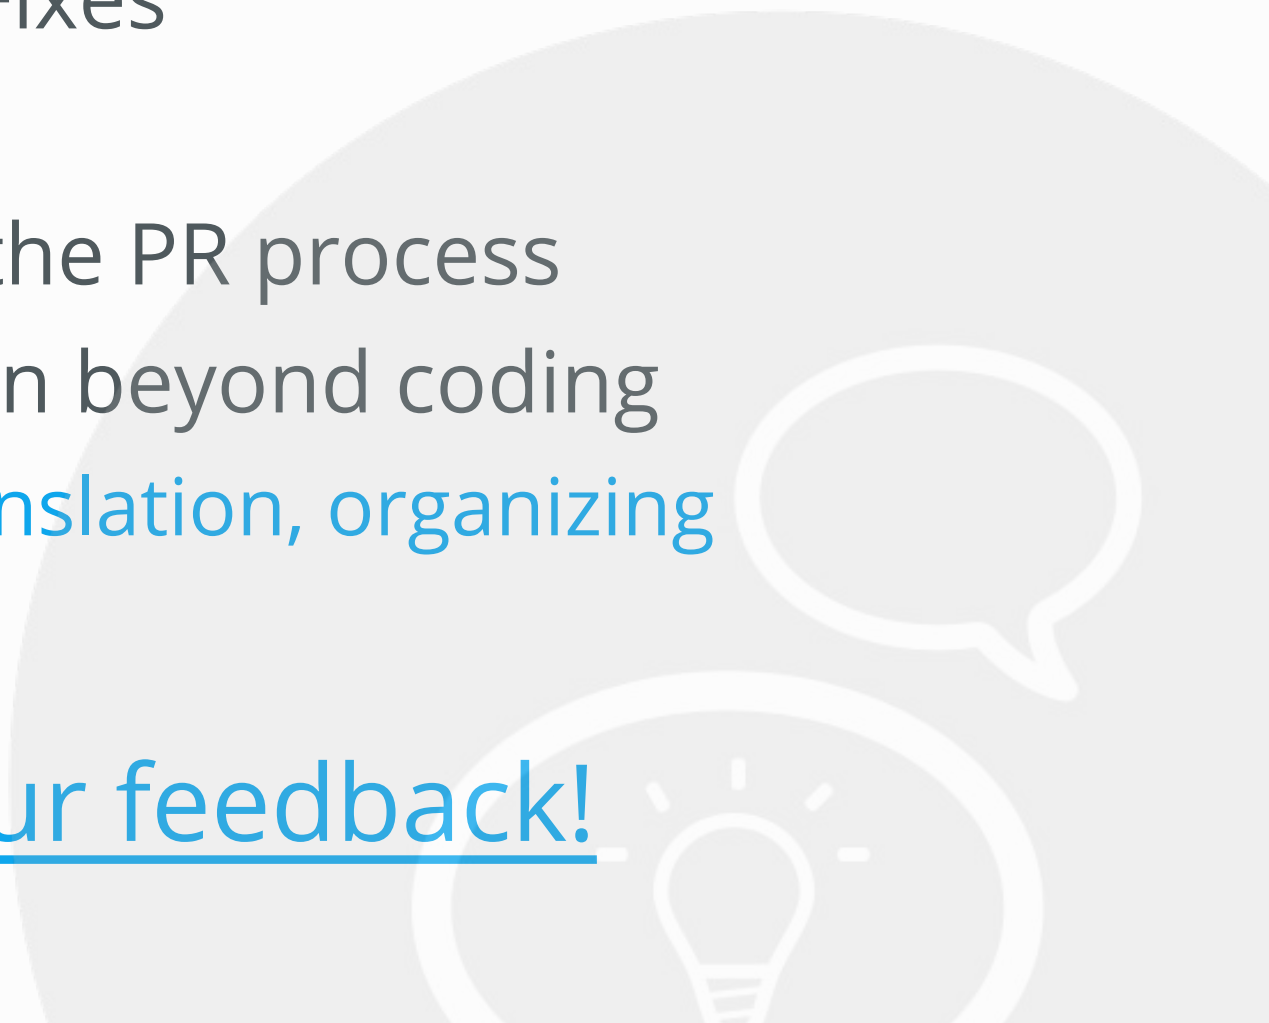 Fixes
the PR process
n beyond coding
nslation, organizing
ur feedback!